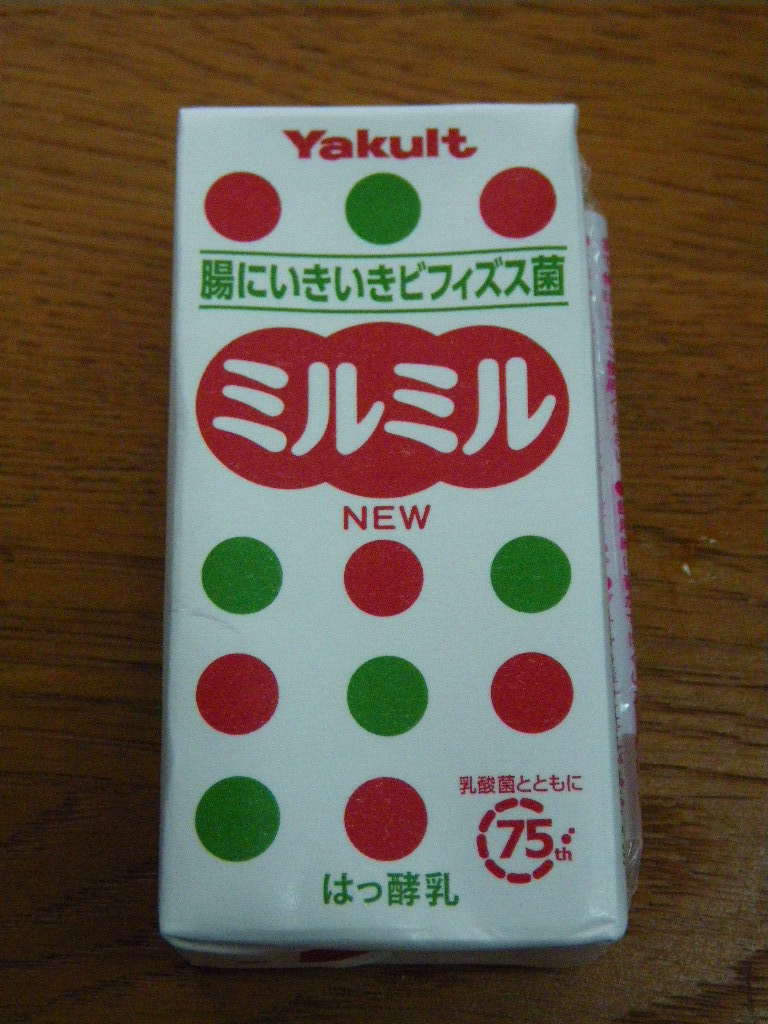 Yakult
腸にいきいきビフィズス菌
ミルミル
NEW
乳酸菌とともに
75th
はっ酵乳